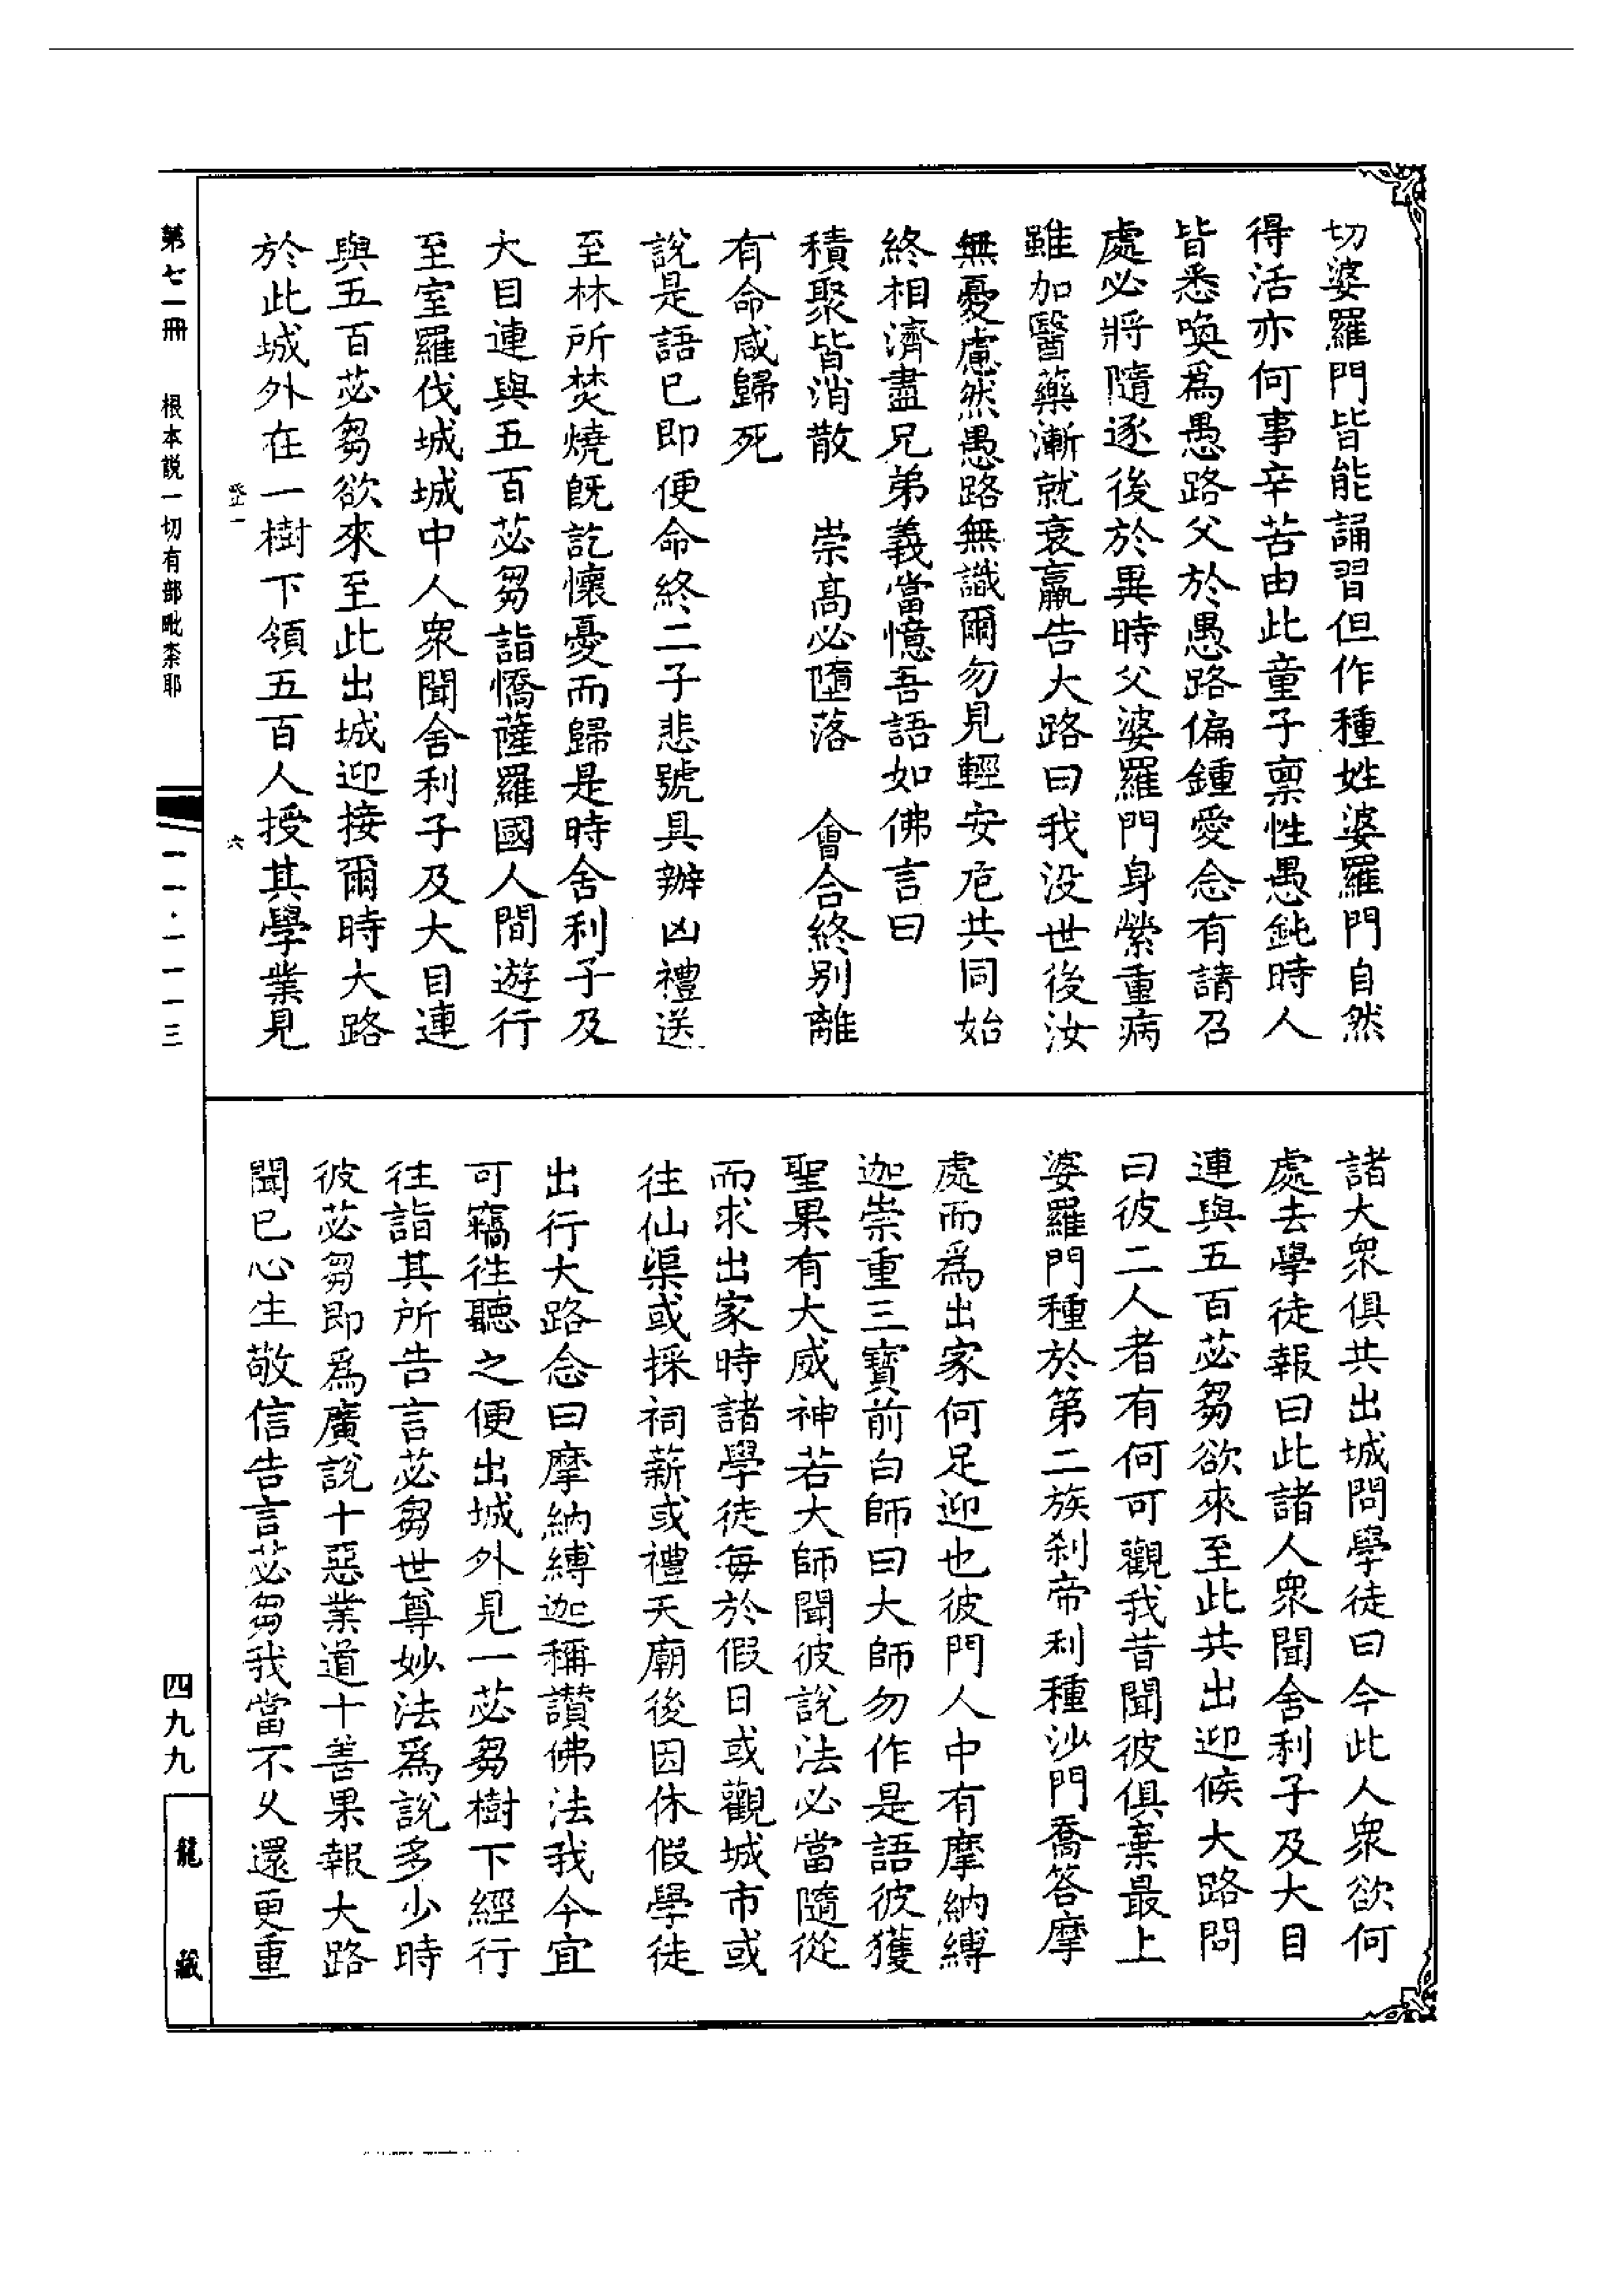 切婆羅門皆能誦習但作種姓婆羅門自然
得活亦何事辛苦由此童子禀性愚鈍時人
皆悉喚為愚路父於愚路偏鍾愛念有請召
處必將隨逐後於異時父婆羅門身縈重病
雖加醫藥漸就衰羸告大路曰我没世後汝
無憂慮然愚路無識爾勿見輕安危共同始
終相濟盡兄弟義當憶吾語如佛言曰
積聚皆消散 崇高必墮落 會合終别離
有命咸歸死
說是語已即便命終二子悲號具辦凶禮送
至林所焚燒既訖懷憂而歸是時舍利子及
大目連與五百苾芻詣憍薩羅國人間遊行
至室羅伐城城中人衆聞舍利子及大目連
與五百苾芻欲來至此出城迎接爾時大路
於此城外在一樹下領五百人授其學業見
諸大衆俱共出城問學徒曰今此人衆欲何
處去學徒報曰此諸人衆聞舍利子及大目
連與五百苾芻欲來至此共出迎候大路問
曰彼二人者有何可觀我昔聞彼俱棄最上
婆羅門種於第二族刹帝利種沙門喬答摩
處而為出家何足迎也彼門人中有摩納縛
迦崇重三寶前白師曰大師勿作是語彼獲
聖果有大威神若大師聞彼說法必當隨從
而求出家時諸學徒每於假日或觀城市或
往仙渠或採祠薪或禮天廟後因休假學徒
出行大路念曰摩納縛迦稱讚佛法我今宜
可竊往聽之便出城外見一苾芻樹下經行
往詣其所告言苾芻世尊妙法為說多少時
彼苾芻即為廣說十惡業道十善果報大路
聞已心生敬信告言苾芻我當不久還更重
第七一冊 根本説一切有部毗柰耶
一一·一一一三
六
四九九
龍藏